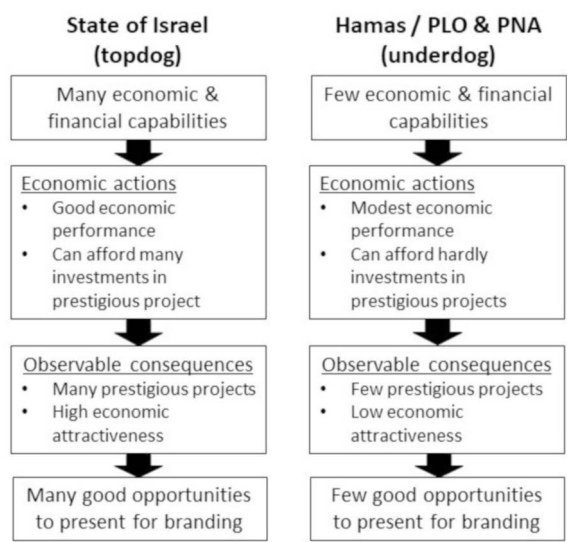 State of Israel
(topdog)
Many economic &
financial capabilities
Economic actions
• Good economic
performance
• Can afford many
investments in
prestigious project
Observable consequences
• Many prestigious projects
• High economic
attractiveness
Many good opportunities
to present for branding
Hamas / PLO & PNA
(underdog)
Few economic & financial
capabilities
Economic actions
• Modest economic
performance
• Can afford hardly
investments in
prestigious projects
Observable consequences
• Few prestigious projects
• Low economic
attractiveness
Few good opportunities
to present for branding